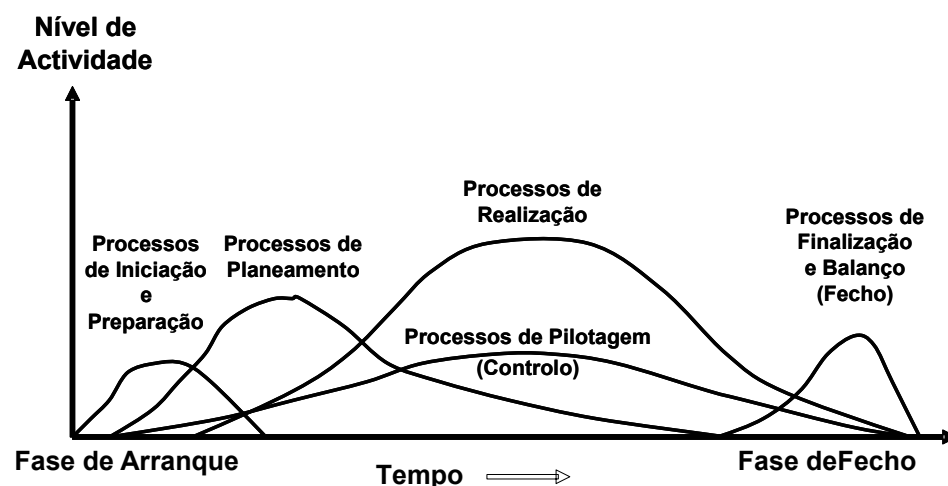 Nível de
Actividade
Processos de
Realização
Processos de
Finalização
e Balanço
(Fecho)
Processos
de Iniciação
e
Preparação
Processos de
Planeamento
Processos de Pilotagem
(Controlo)
Fase de Arranque
Tempo
Fase deFecho